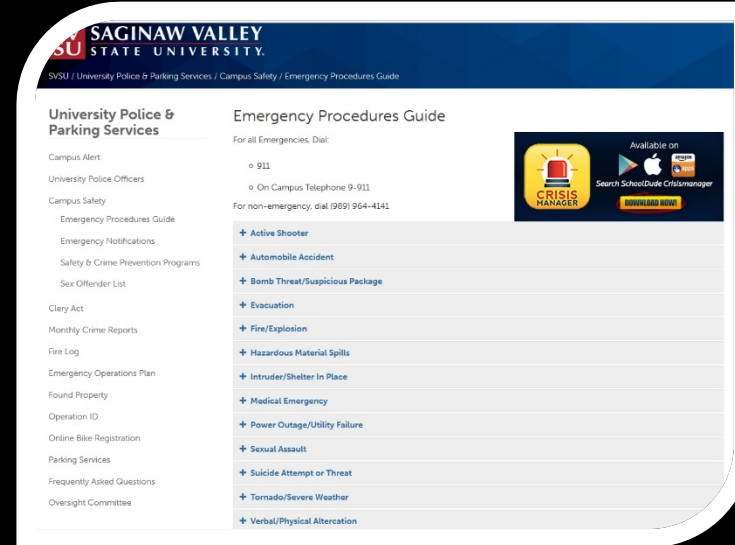 SAGINAW VALLEY
SU STATE UNIVERSITY.
SVSU / University Police & Parking Services / Campus Safety / Emergency Procedures Guide
University Police &
Parking Services
Campus Alert
University Police Officers
Campus Safety
Emergency Procedures Guide
Emergency Notifications
Safety & Crime Prevention Programs
Sex Offender List
Clery Act
Monthly Crime Reports
Fire Log
Emergency Operations Plan
Found Property
Operation ID
Online Bike Registration
Parking Services
Frequently Asked Questions
Oversight Committee
Emergency Procedures Guide
For all Emergencies, Dial:
911
On Campus Telephone 9-911
For non-emergency, dial (989) 964-4141
CRISIS
MANAGER
Available on
amazon
apps
Search SchoolDude Crisismanager
DOWNLOAD NOW!
+ Active Shooter
+ Automobile Accident
+ Bomb Threat/Suspicious Package
+ Evacuation
+ Fire/Explosion
+ Hazardous Material Spills
+ Intruder/Shelter In Place
+ Medical Emergency
+ Power Outage/Utility Failure
+ Sexual Assault
+ Suicide Attempt or Threat
+ Tornado/Severe Weather
+ Verbal/Physical Altercation